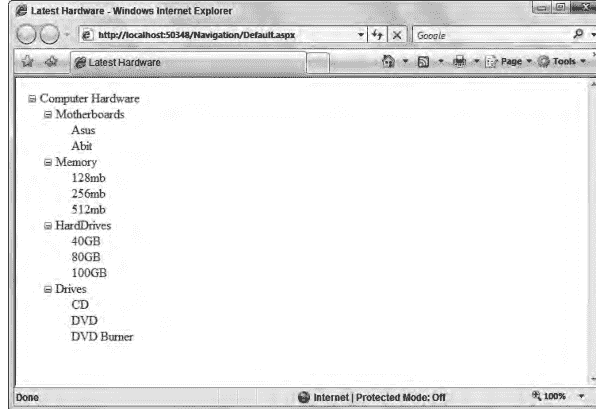 Latest Hardware - Windows Internet Explorer
http://localhost:50348/Navigation/Default.aspx
Google
Latest Hardware
Page
Tools
Computer Hardware
Motherboards
Asus
Abit
Memory
128mb
256mb
512mb
HardDrives
40GB
80GB
100GB
Drives
CD
DVD
DVD Burner
Done
Internet | Protected Mode: Off
100%